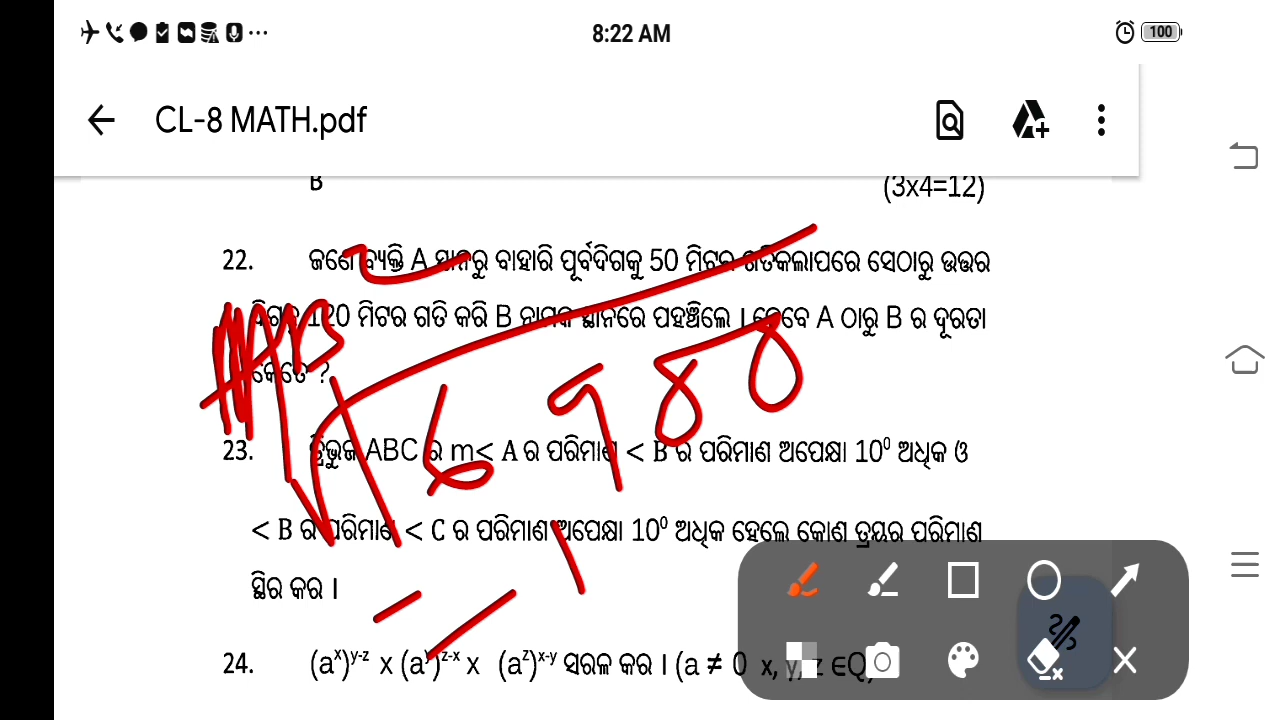 8:22 AM
100
CL-8 MATH.pdf
B (3x4=12)
22. ଜଣେ ବ୍ୟକ୍ତି A ସ୍ଥାନରୁ ବାହାରି ପୂର୍ବଦିଗକୁ 50 ମିଟର ଗତିକଲାପରେ ସେଠାରୁ ଉତ୍ତର
ଦିଗକୁ 120 ମିଟର ଗତି କରି B ନାମକ ସ୍ଥାନରେ ପହଞ୍ଚିଲେ । ତେବେ A ଠାରୁ B ର ଦୂରତା
କେତେ ?
16900
23. ତ୍ରିଭୁଜ ABC ର m< A ର ପରିମାଣ < B ର ପରିମାଣ ଅପେକ୍ଷା 10⁰ ଅଧିକ ଓ
< B ର ପରିମାଣ < C ର ପରିମାଣ ଅପେକ୍ଷା 10⁰ ଅଧିକ ହେଲେ କୋଣ ତ୍ରୟର ପରିମାଣ
ସ୍ଥିର କର ।
24. (aˣ)ʸ⁻ᶻ x (aʸ)ᶻ⁻ˣ x (aᶻ)ˣ⁻ʸ ସରଳ କର । (a ≠ 0 x, y, z ∈Q)